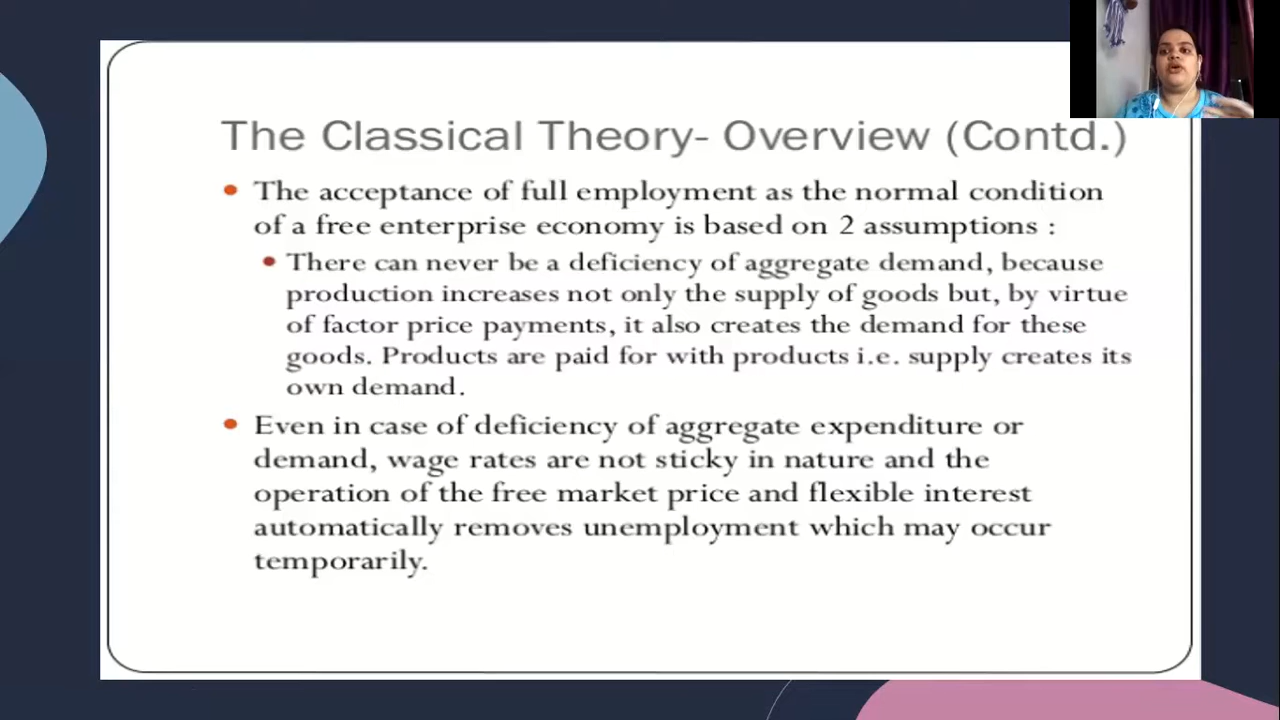 The Classical Theory- Overview (Contd.)
• The acceptance of full employment as the normal condition
of a free enterprise economy is based on 2 assumptions :
• There can never be a deficiency of aggregate demand, because
production increases not only the supply of goods but, by virtue
of factor price payments, it also creates the demand for these
goods. Products are paid for with products i.e. supply creates its
own demand.
• Even in case of deficiency of aggregate expenditure or
demand, wage rates are not sticky in nature and the
operation of the free market price and flexible interest
automatically removes unemployment which may occur
temporarily.